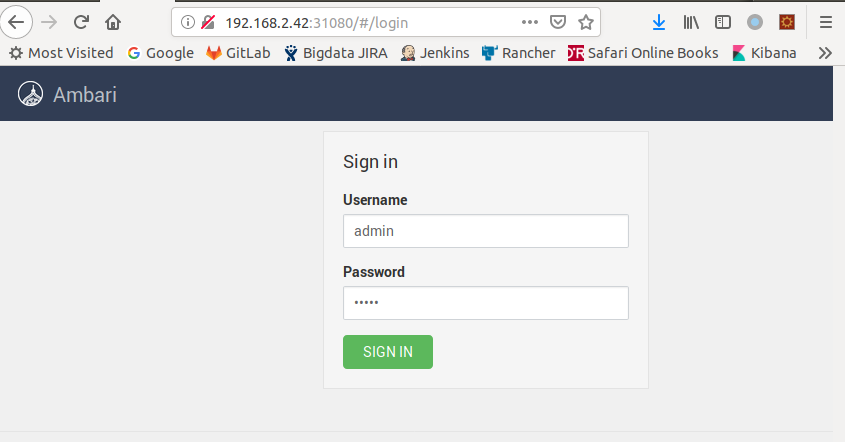 192.168.2.42:31080/#/login
Most Visited Google GitLab Bigdata JIRA Jenkins Rancher Safari Online Books Kibana
Ambari
Sign in
Username
admin
Password
•••••
SIGN IN